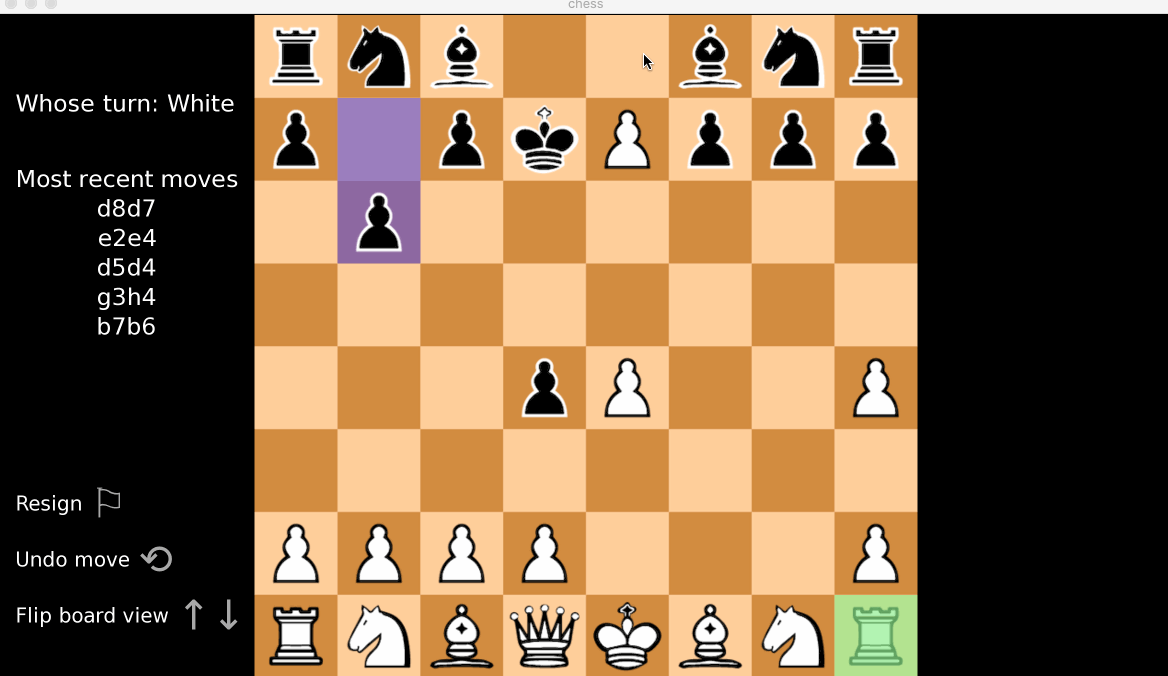 chess
Whose turn: White
Most recent moves
d8d7
e2e4
d5d4
g3h4
b7b6
Resign
Undo move
Flip board view